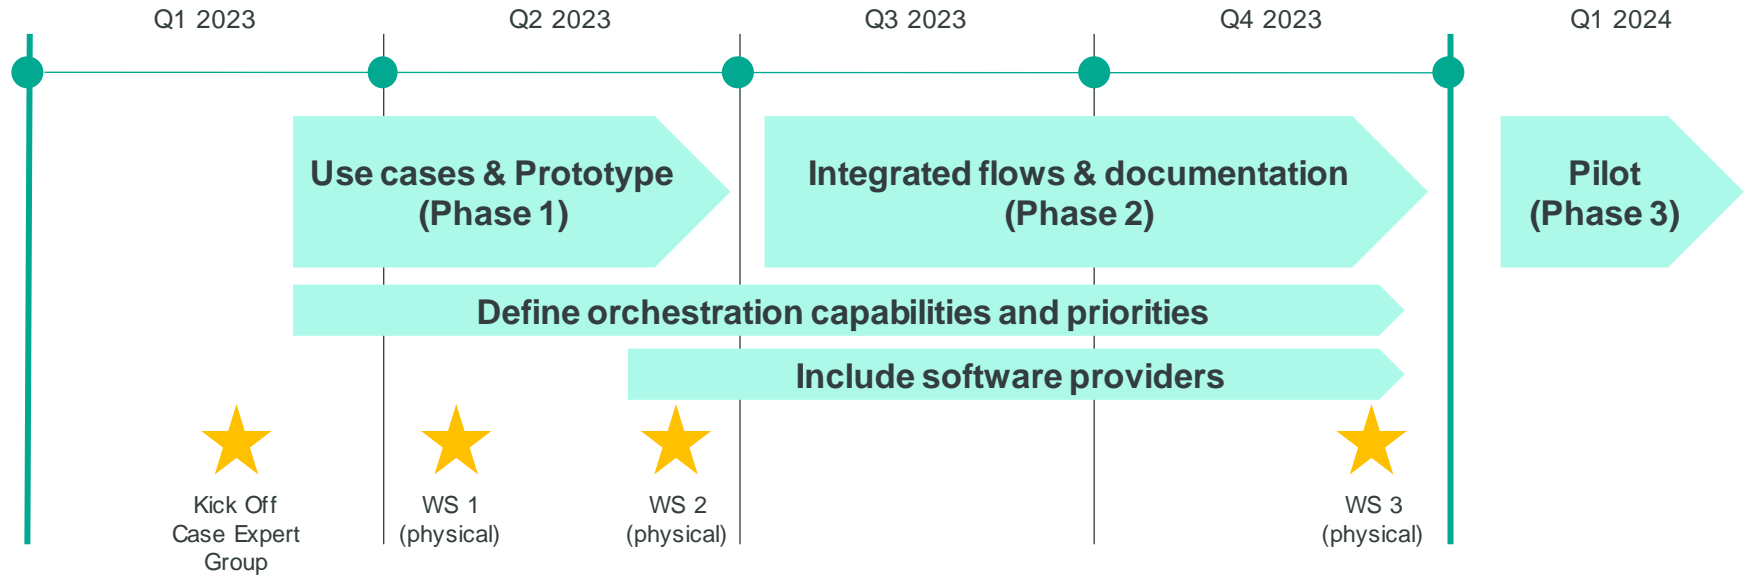 Q1 2023
Q2 2023
Q3 2023
Q4 2023
Q1 2024
Use cases & Prototype
(Phase 1)
Integrated flows & documentation
(Phase 2)
Pilot
(Phase 3)
Define orchestration capabilities and priorities
Include software providers
Kick Off
Case Expert
Group
WS 1
(physical)
WS 2
(physical)
WS 3
(physical)